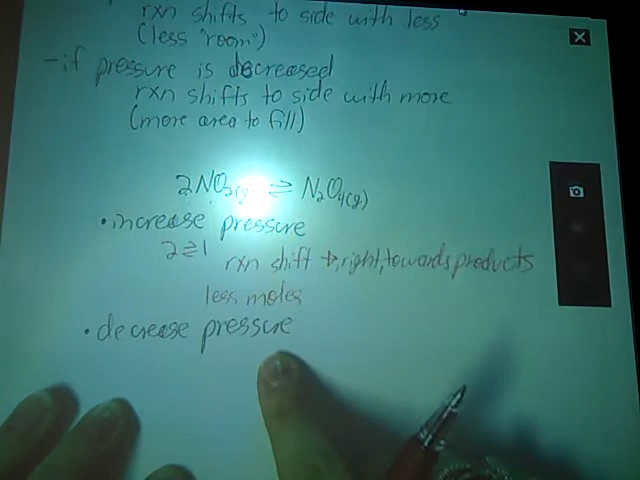 rxn shifts to side with less
(less "room")
-if pressure is decreased
rxn shifts to side with more
(more area to fill)
2NO2(g) ⇌ N2O4(g)
• increase pressure
2⇌1
rxn shift →, right, towards products
less moles
• decrease pressure